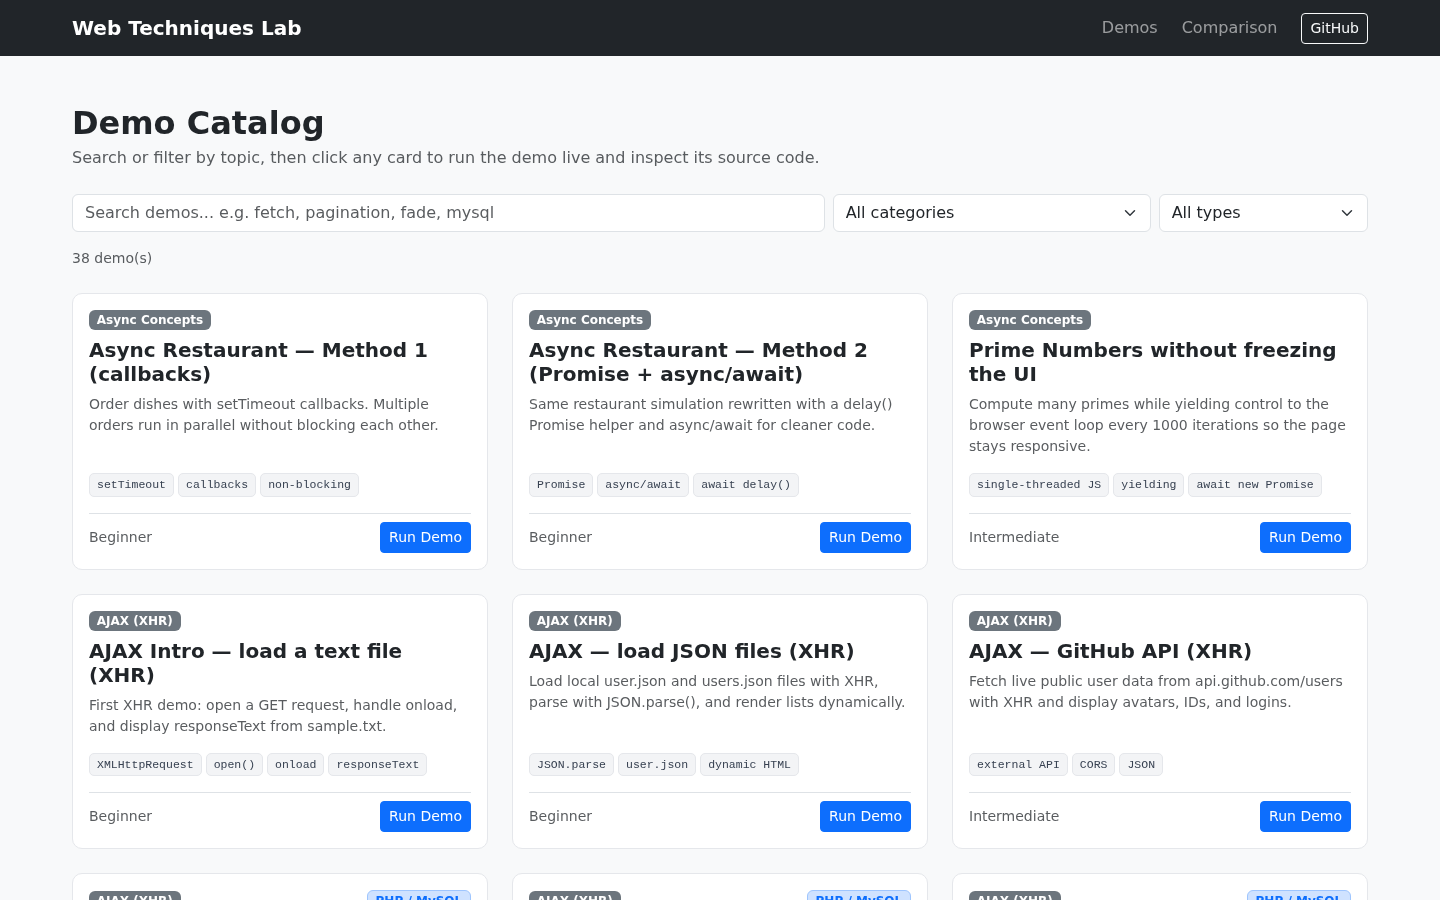 Web Techniques Lab
Demos
Comparison
GitHub
Demo Catalog
Search or filter by topic, then click any card to run the demo live and inspect its source code.
Search demos... e.g. fetch, pagination, fade, mysql
All categories
All types
38 demo(s)
Async Concepts
Async Restaurant — Method 1
(callbacks)
Order dishes with setTimeout callbacks. Multiple
orders run in parallel without blocking each other.
setTimeout
callbacks
non-blocking
Beginner
Run Demo
Async Concepts
Async Restaurant — Method 2
(Promise + async/await)
Same restaurant simulation rewritten with a delay()
Promise helper and async/await for cleaner code.
Promise
async/await
await delay()
Beginner
Run Demo
Async Concepts
Prime Numbers without freezing
the UI
Compute many primes while yielding control to the
browser event loop every 1000 iterations so the page
stays responsive.
single-threaded JS
yielding
await new Promise
Intermediate
Run Demo
AJAX (XHR)
AJAX Intro — load a text file
(XHR)
First XHR demo: open a GET request, handle onload,
and display responseText from sample.txt.
XMLHttpRequest
open()
onload
responseText
Beginner
Run Demo
AJAX (XHR)
AJAX — load JSON files (XHR)
Load local user.json and users.json files with XHR,
parse with JSON.parse(), and render lists dynamically.
JSON.parse
user.json
dynamic HTML
Beginner
Run Demo
AJAX (XHR)
AJAX — GitHub API (XHR)
Fetch live public user data from api.github.com/users
with XHR and display avatars, IDs, and logins.
external API
CORS
JSON
Intermediate
Run Demo
AJAX (XHR)
PHP / MySQL
AJAX (XHR)
PHP / MySQL
AJAX (XHR)
PHP / MySQL